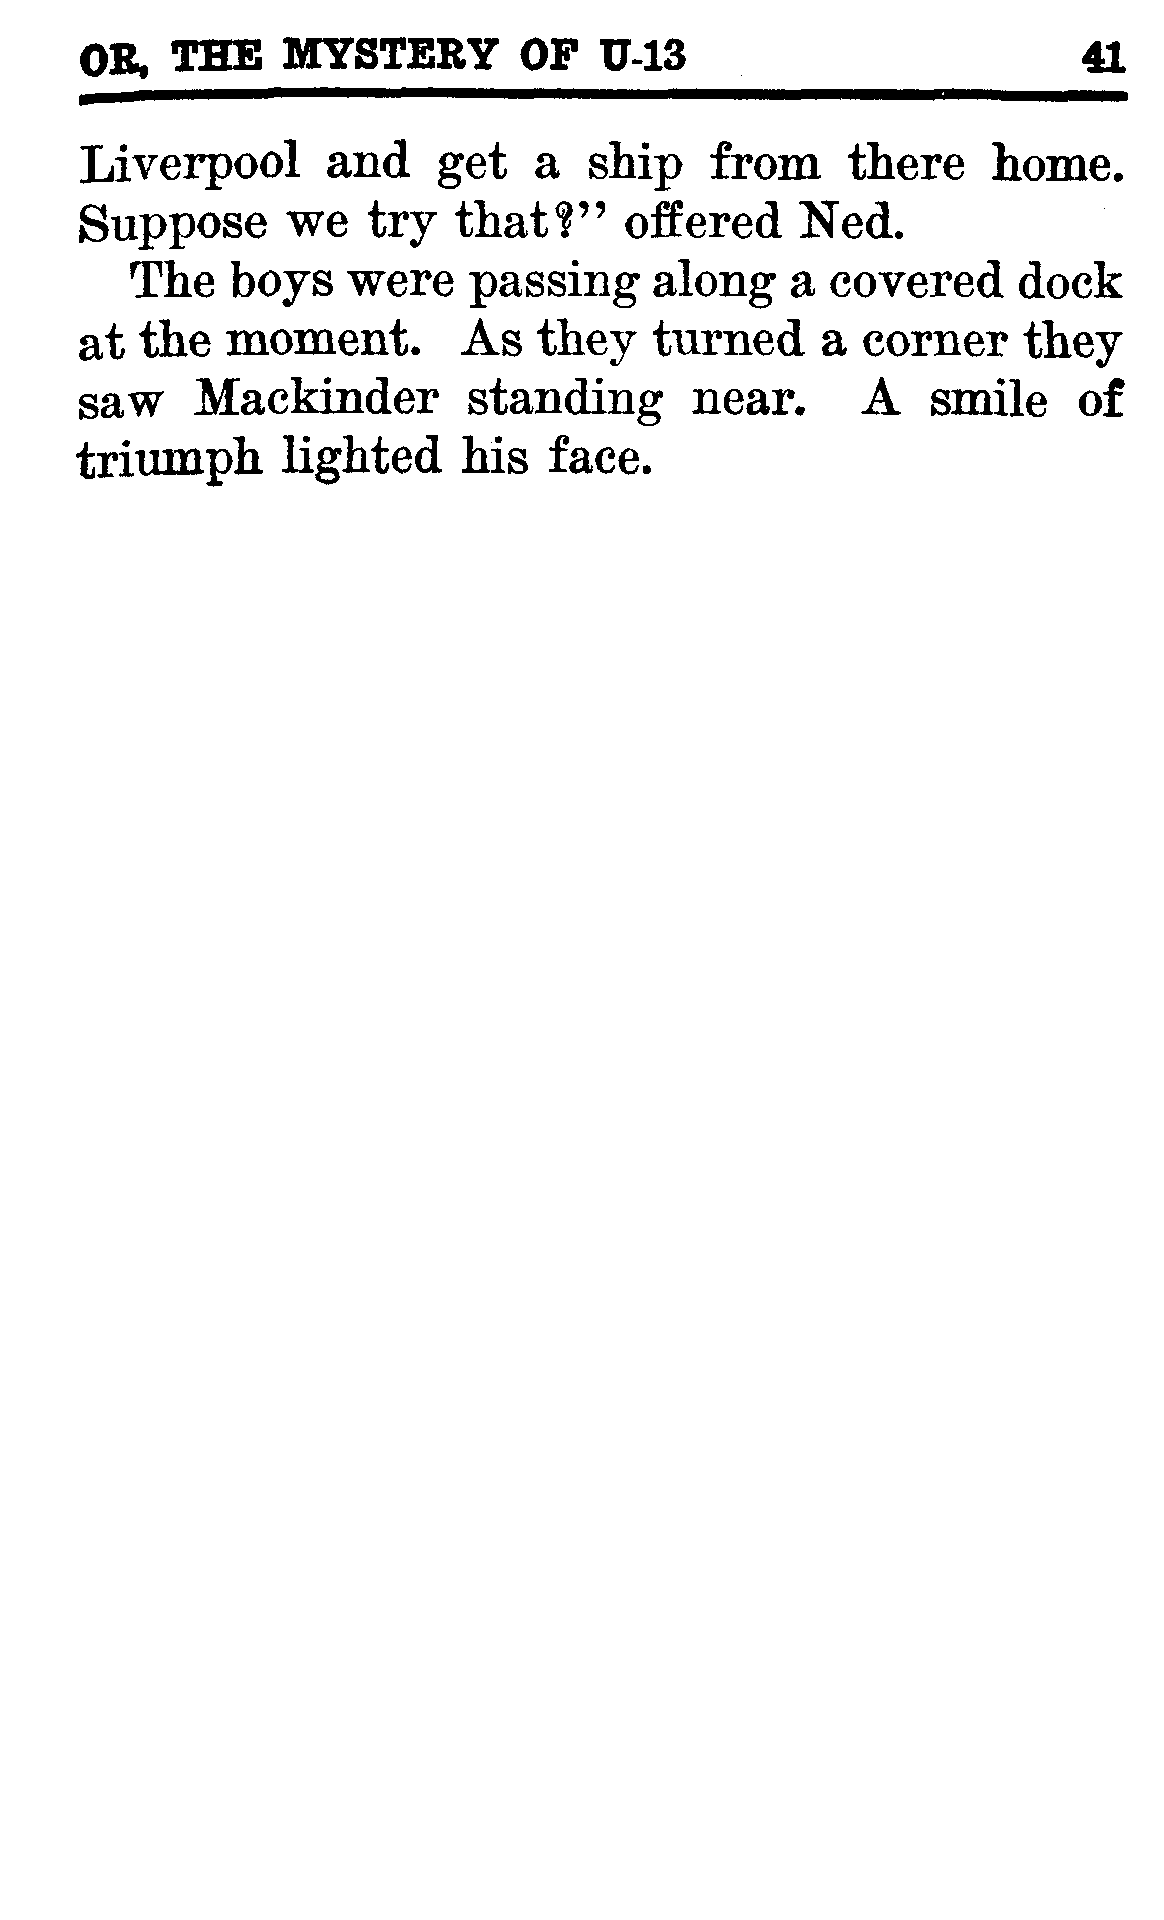 OR, THE MYSTERY OF U-13 41
Liverpool and get a ship from there home.
Suppose we try that?'' offered Ned.
The boys were passing along a covered dock
at the moment. As they turned a corner they
saw Mackinder standing near. A smile of
triumph lighted his face.